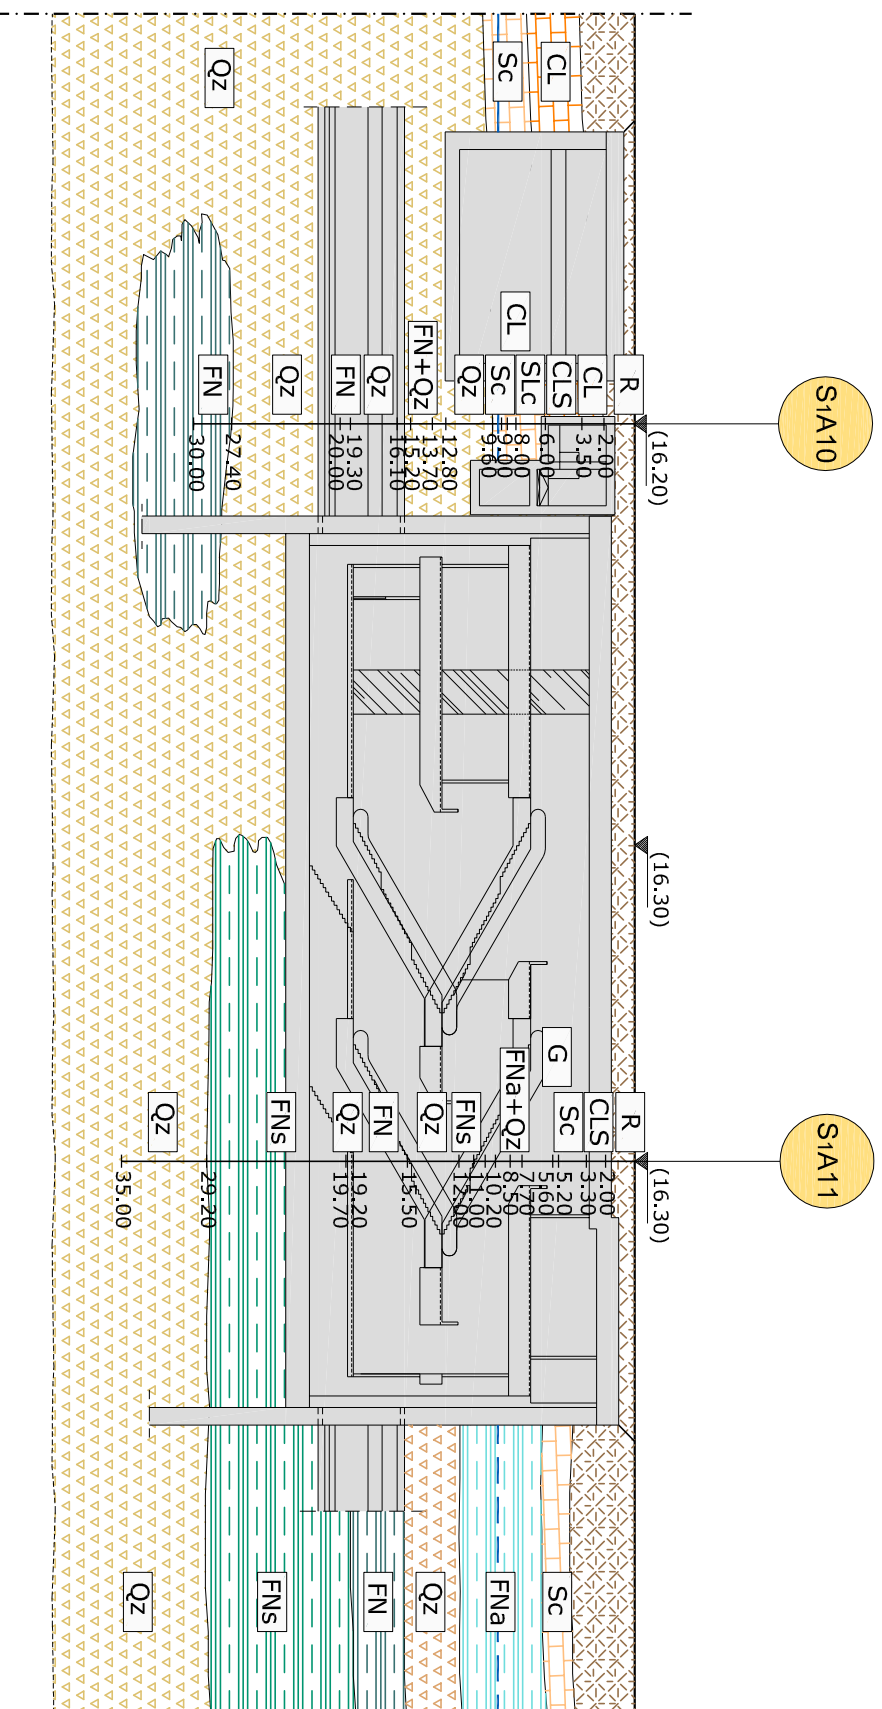 S1A10
(16.20)
R
CL
CLS
SLc
CL
Sc
Qz
FN+Qz
Qz
FN
Qz
FN
2.00
3.50
6.00
8.00
9.00
9.60
12.80
13.70
15.20
16.10
19.30
20.00
27.40
30.00
CL
Sc
Qz
(16.30)
S1A11
(16.30)
R
CLS
Sc
G
FNa+Qz
FNs
Qz
FN
Qz
FNs
Qz
2.00
3.30
5.20
5.60
7.70
8.50
10.20
11.00
12.00
15.50
19.20
19.70
29.20
35.00
Sc
FNa
Qz
FN
FNs
Qz